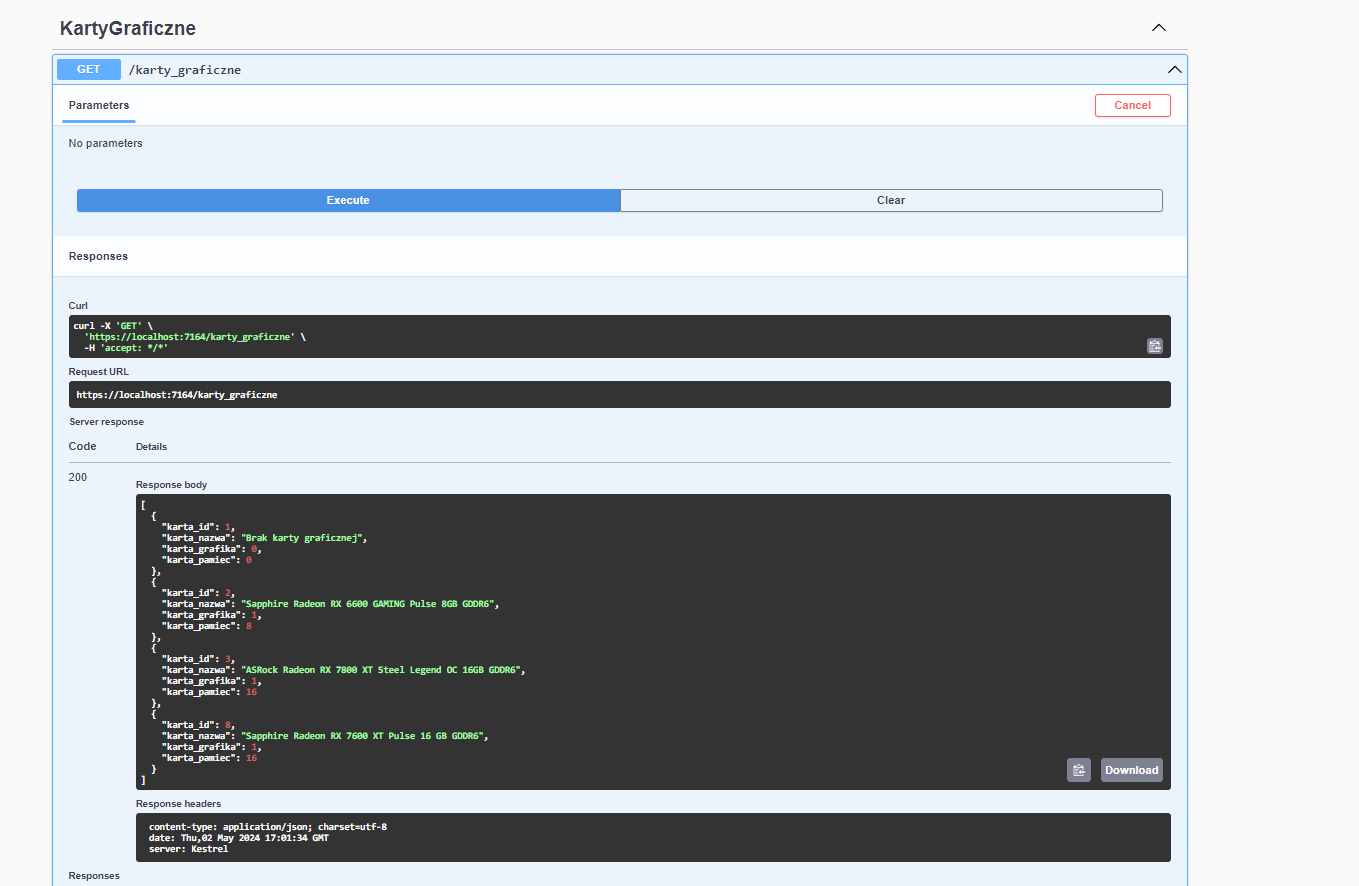 KartyGraficzne
GET /karty_graficzne
Parameters
Cancel
No parameters
Execute
Clear
Responses
Curl
curl -X 'GET' \
  'https://localhost:7164/karty_graficzne' \
  -H 'accept: */*'
Request URL
https://localhost:7164/karty_graficzne
Server response
Code Details
200
Response body
[
  {
    "karta_id": 1,
    "karta_nazwa": "Brak karty graficznej",
    "karta_grafika": 0,
    "karta_pamiec": 0
  },
  {
    "karta_id": 2,
    "karta_nazwa": "Sapphire Radeon RX 6600 GAMING Pulse 8GB GDDR6",
    "karta_grafika": 1,
    "karta_pamiec": 8
  },
  {
    "karta_id": 3,
    "karta_nazwa": "ASRock Radeon RX 7800 XT Steel Legend OC 16GB GDDR6",
    "karta_grafika": 1,
    "karta_pamiec": 16
  },
  {
    "karta_id": 8,
    "karta_nazwa": "Sapphire Radeon RX 7600 XT Pulse 16 GB GDDR6",
    "karta_grafika": 1,
    "karta_pamiec": 16
  }
]
Download
Response headers
content-type: application/json; charset=utf-8
date: Thu,02 May 2024 17:01:34 GMT
server: Kestrel
Responses